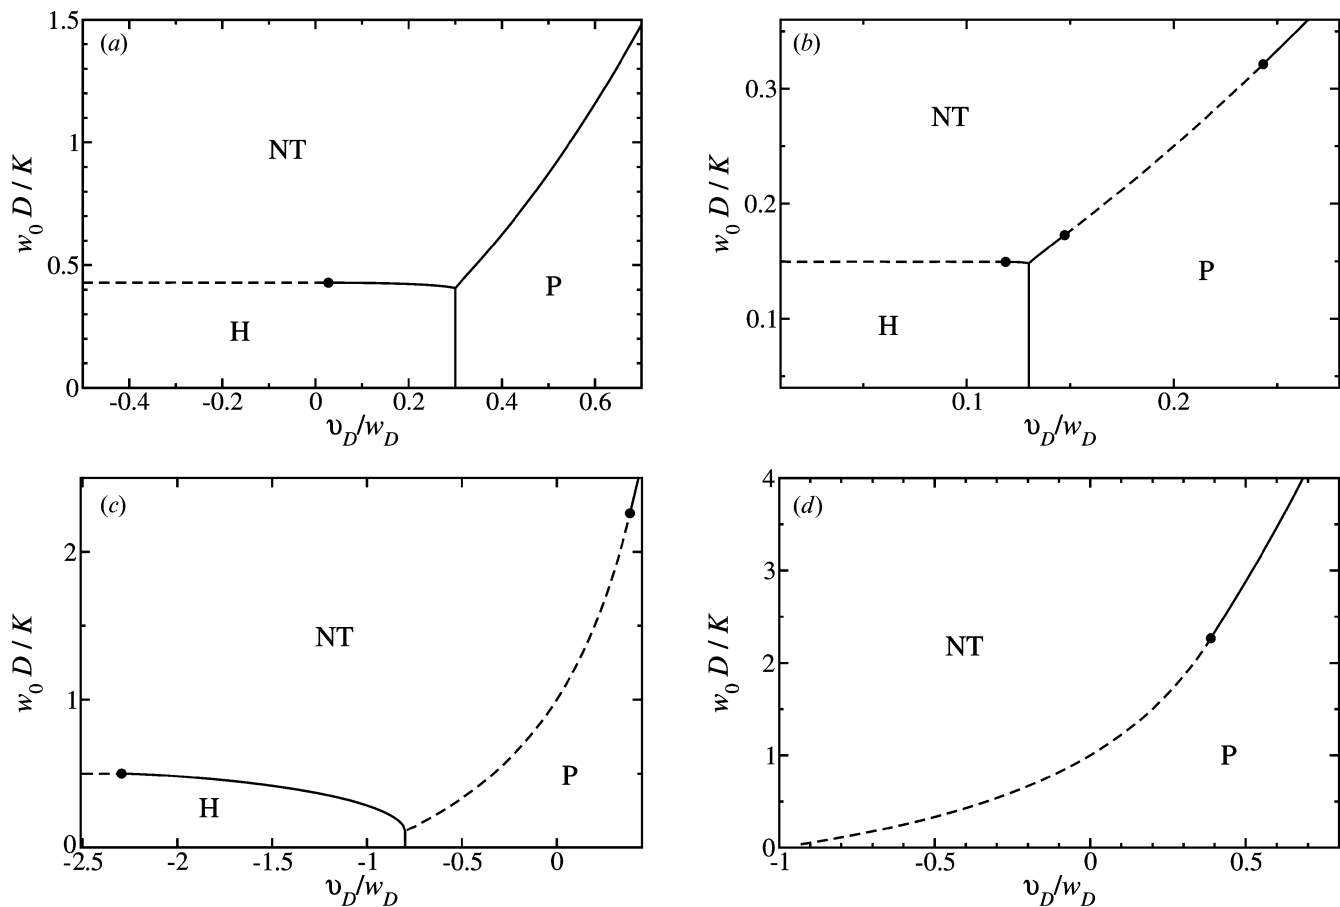 (a)
1.5
1
0.5
0
w0 D / K
NT
H
P
-0.4 -0.2 0 0.2 0.4 0.6
υD/wD
(b)
0.3
0.2
0.1
w0 D / K
NT
H
P
0.1 0.2
υD/wD
(c)
2
1
0
w0 D / K
NT
H
P
-2.5 -2 -1.5 -1 -0.5 0
υD/wD
(d)
4
3
2
1
0
w0 D / K
NT
P
-1 -0.5 0 0.5
υD/wD